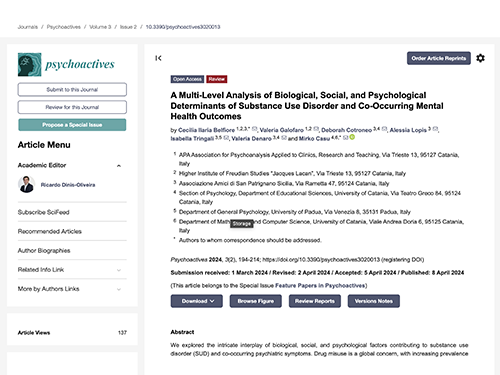 Journals / Psychoactives / Volume 3 / Issue 2 / 10.3390/psychoactives3020013
psychoactives
Submit to this Journal
Review for this Journal
Propose a Special Issue
Article Menu
Academic Editor
Ricardo Dinis-Oliveira
Subscribe SciFeed
Recommended Articles
Author Biographies
Related Info Link
More by Authors Links
Article Views 137
Order Article Reprints
Open Access Review
A Multi-Level Analysis of Biological, Social, and Psychological
Determinants of Substance Use Disorder and Co-Occurring Mental
Health Outcomes
by Cecilia Ilaria Belfiore 1,2,3,*, Valeria Galofaro 1,2, Deborah Cotroneo 3,4, Alessia Lopis 3,
Isabella Tringali 3,5, Valeria Denaro 3,4 and Mirko Casu 4,6,*
1 APA Association for Psychoanalysis Applied to Clinics, Research and Teaching, Via Trieste 13, 95127 Catania,
Italy
2 Higher Institute of Freudian Studies "Jacques Lacan", Via Trieste 13, 95127 Catania, Italy
3 Associazione Amici di San Patrignano Sicilia, Via Rametta 47, 95124 Catania, Italy
4 Section of Psychology, Department of Educational Sciences, University of Catania, Via Teatro Greco 84, 95124
Catania, Italy
5 Department of General Psychology, University of Padua, Via Venezia 8, 35131 Padua, Italy
6 Department of Math Storage and Computer Science, University of Catania, Viale Andrea Doria 6, 95125 Catania,
Italy
* Authors to whom correspondence should be addressed.
Psychoactives 2024, 3(2), 194-214; https://doi.org/10.3390/psychoactives3020013 (registering DOI)
Submission received: 1 March 2024 / Revised: 2 April 2024 / Accepted: 5 April 2024 / Published: 8 April 2024
(This article belongs to the Special Issue Feature Papers in Psychoactives)
Download Browse Figure Review Reports Versions Notes
Abstract
We explored the intricate interplay of biological, social, and psychological factors contributing to substance use
disorder (SUD) and co-occurring psychiatric symptoms. Drug misuse is a global concern, with increasing prevalence